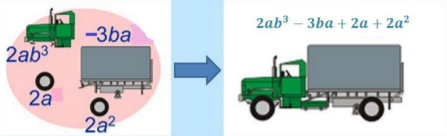 -3ba
2ab³
2a
2a²
2ab³ − 3ba + 2a + 2a²